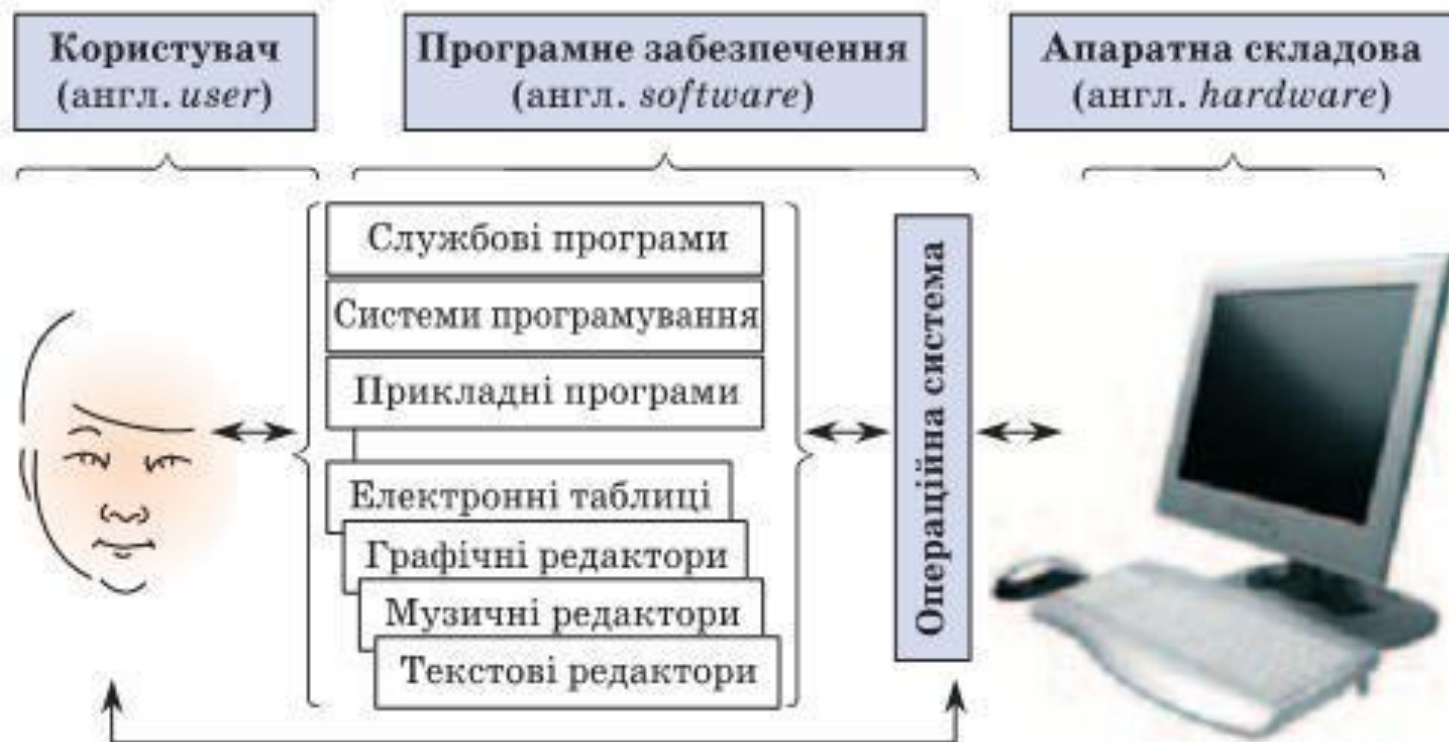 Користувач
(англ. user)
Програмне забезпечення
(англ. software)
Апаратна складова
(англ. hardware)
Службові програми
Системи програмування
Прикладні програми
Електронні таблиці
Графічні редактори
Музичні редактори
Текстові редактори
Операційна система